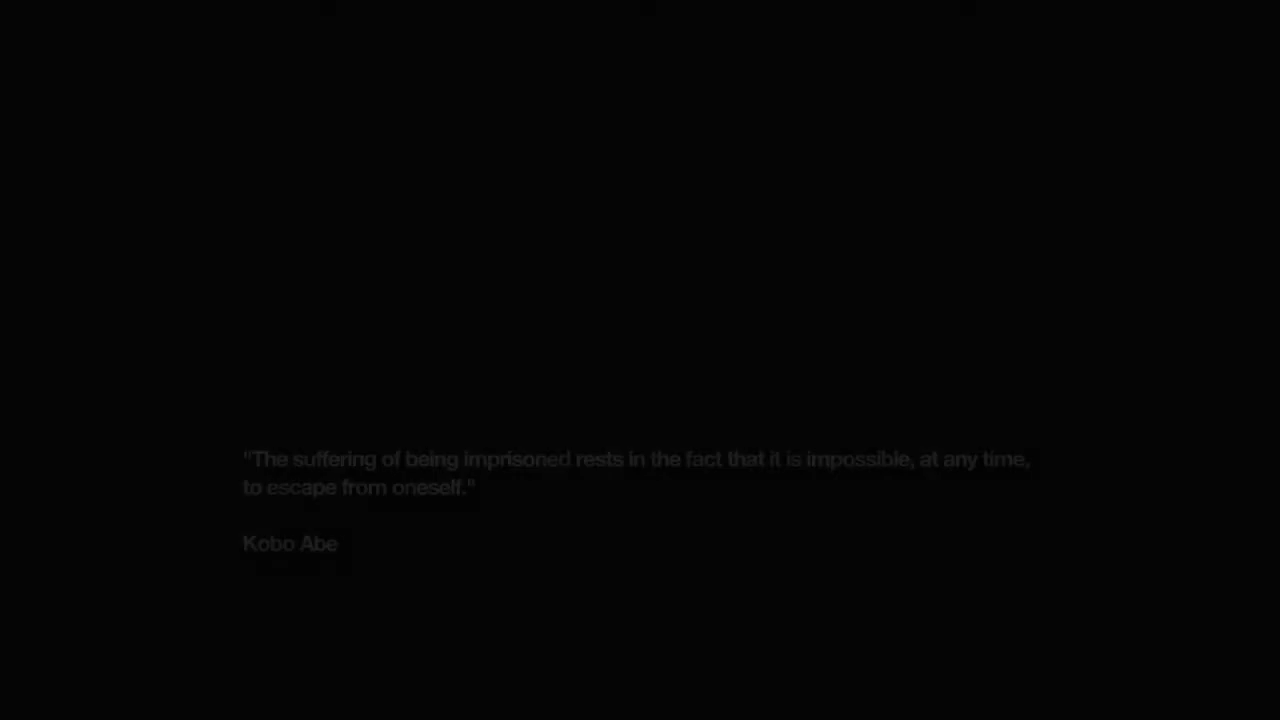 "The suffering of being imprisoned rests in the fact that it is impossible, at any time,
to escape from oneself."
Kobo Abe